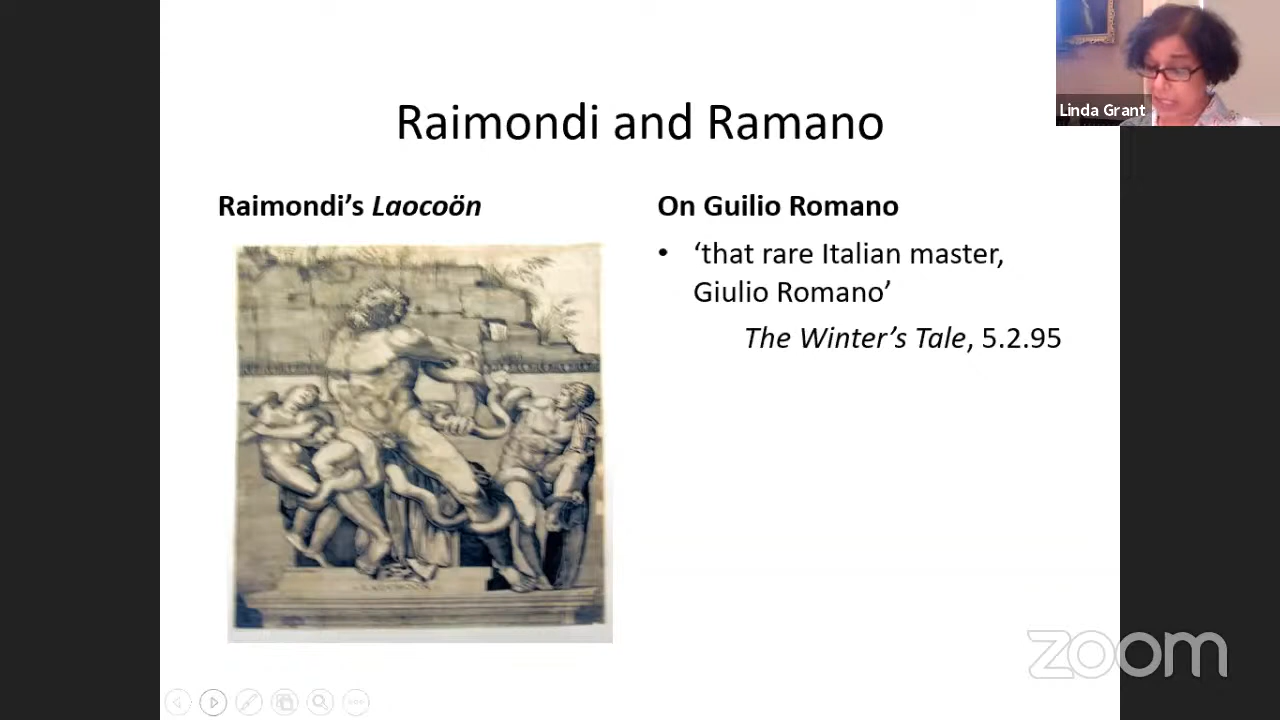 Raimondi and Ramano
Linda Grant
Raimondi's Laocoön
On Guilio Romano
• 'that rare Italian master,
Giulio Romano'
The Winter's Tale, 5.2.95
zoom